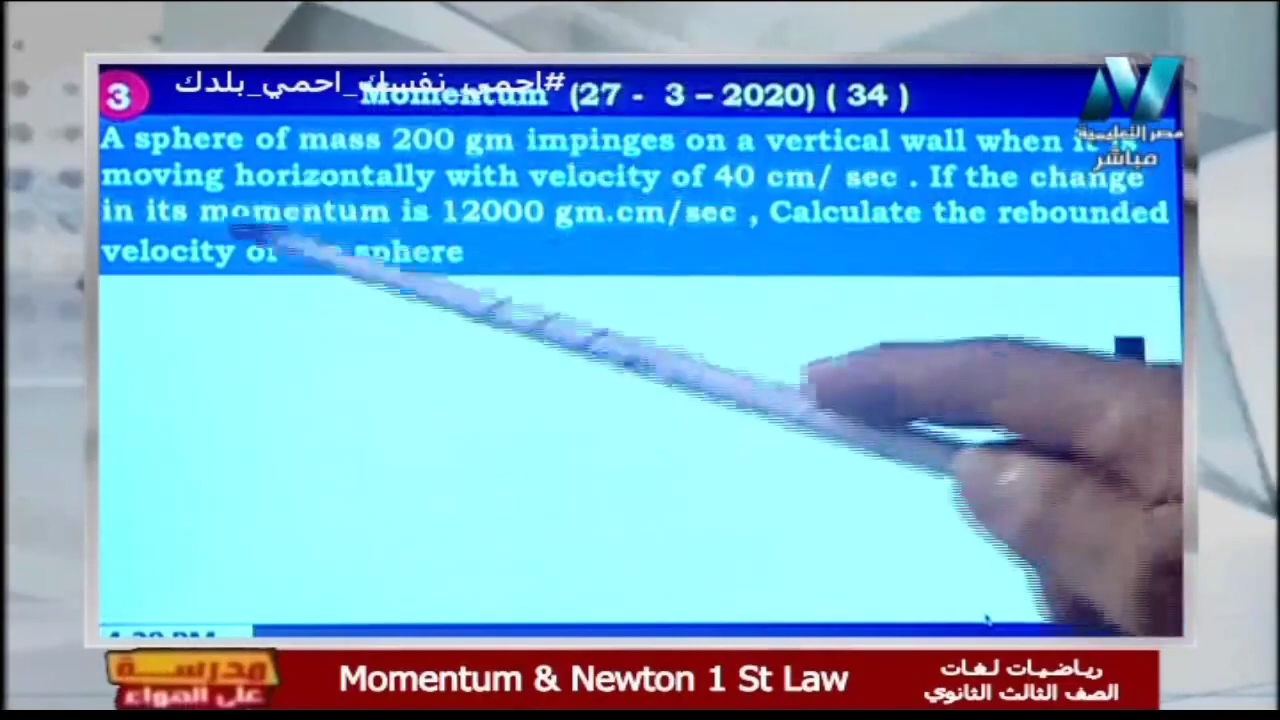 #احمي_نفسك_احمي_بلدك
3
Momentum (27 - 3 – 2020) ( 34 )
A sphere of mass 200 gm impinges on a vertical wall when it is
moving horizontally with velocity of 40 cm/ sec . If the change
in its momentum is 12000 gm.cm/sec , Calculate the rebounded
velocity of sphere
مصر التعليمية
مباشر
مدرسة
على الهواء
Momentum & Newton 1 St Law
رياضيات لغات
الصف الثالث الثانوي